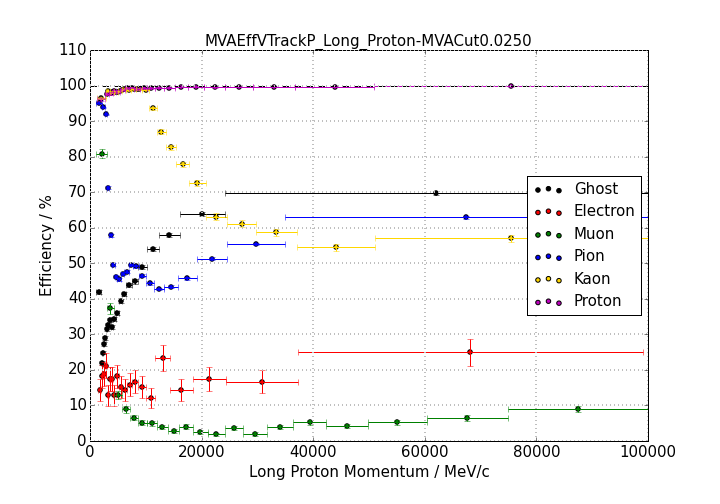 MVAEffVTrackP_Long_Proton-MVACut0.0250
110
100
90
80
70
60
50
40
30
20
10
0
Efficiency / %
Ghost
Electron
Muon
Pion
Kaon
Proton
0 20000 40000 60000 80000 100000
Long Proton Momentum / MeV/c